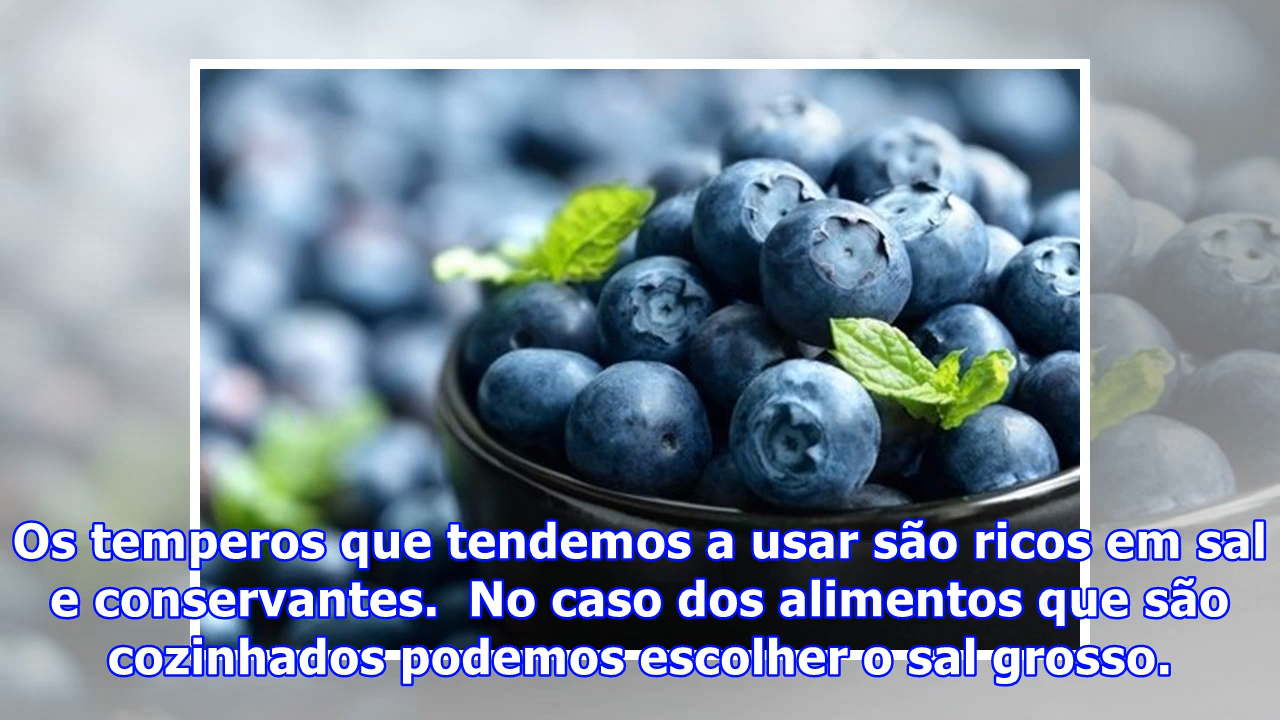 Os temperos que tendemos a usar são ricos em sal
e conservantes.  No caso dos alimentos que são
cozinhados podemos escolher o sal grosso.